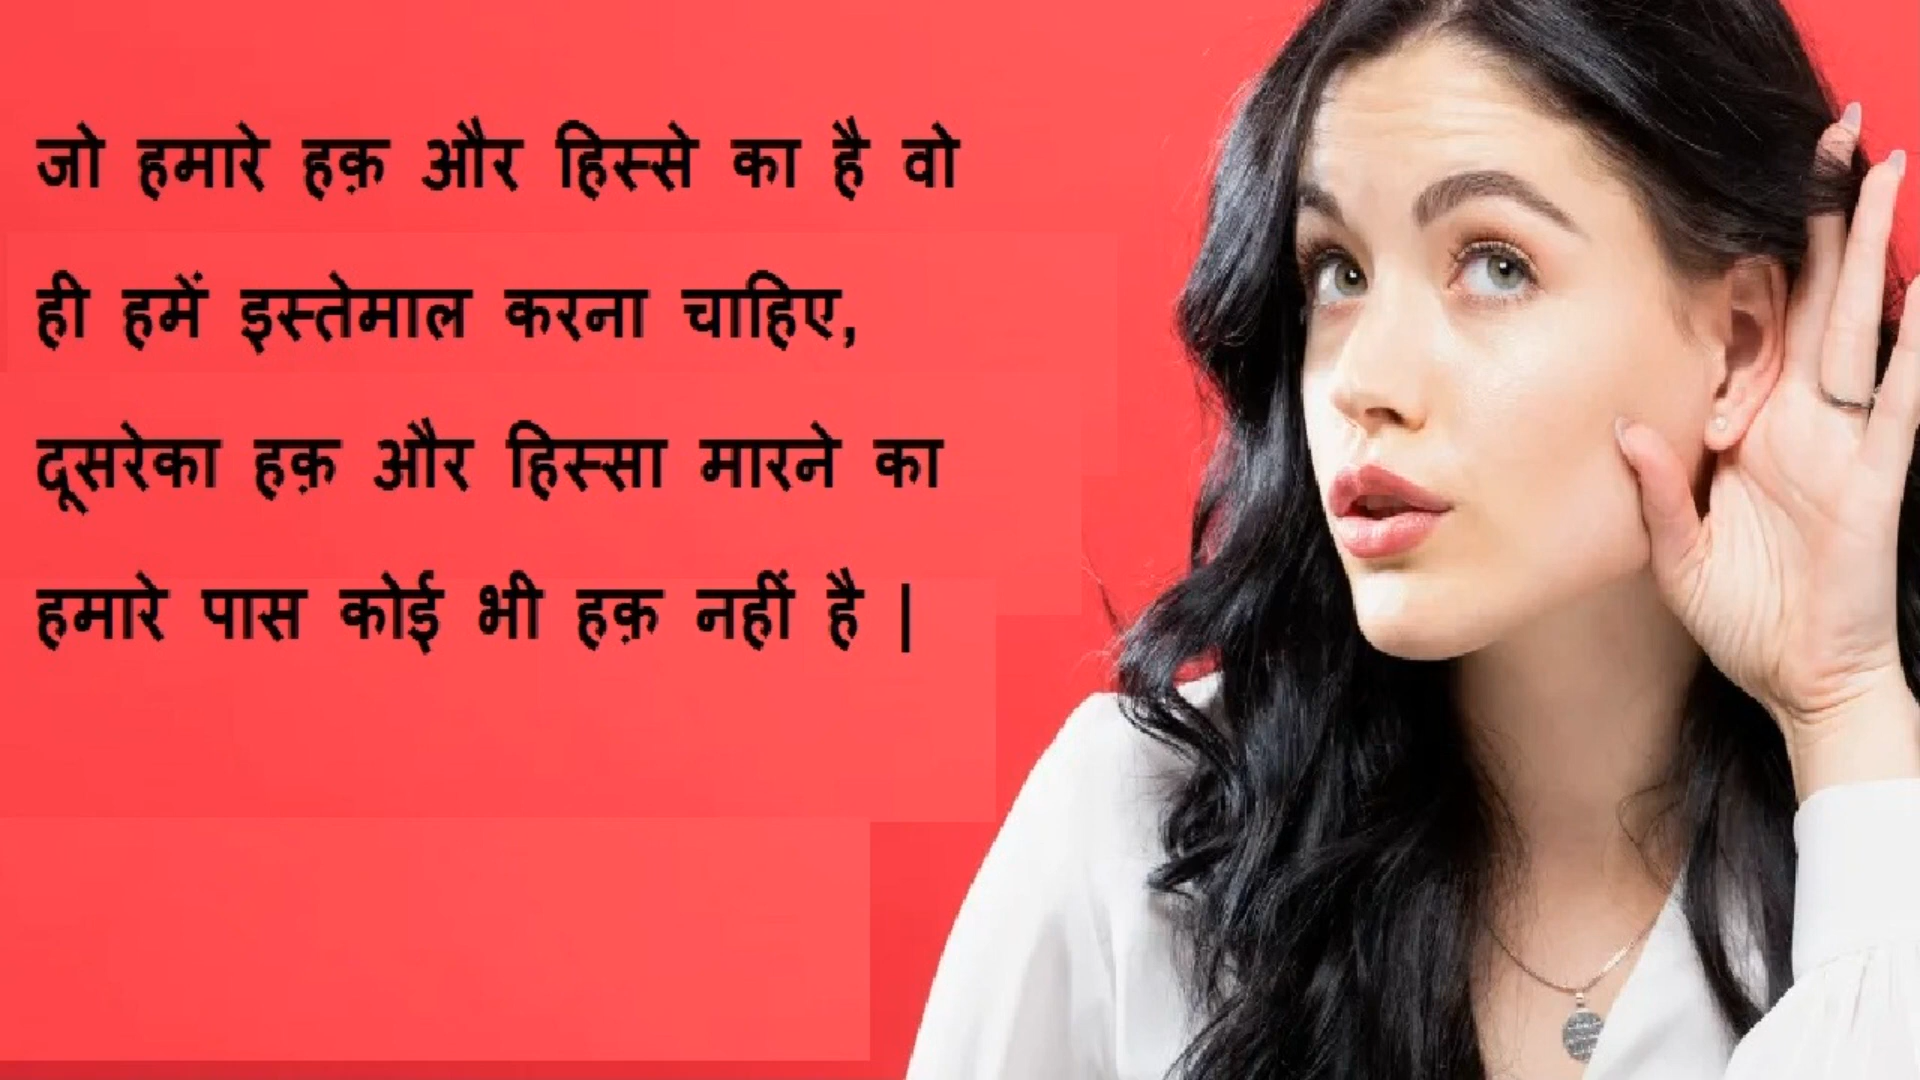 जो हमारे हक़ और हिस्से का है वो
ही हमें इस्तेमाल करना चाहिए,
दूसरेका हक़ और हिस्सा मारने का
हमारे पास कोई भी हक़ नहीं है |